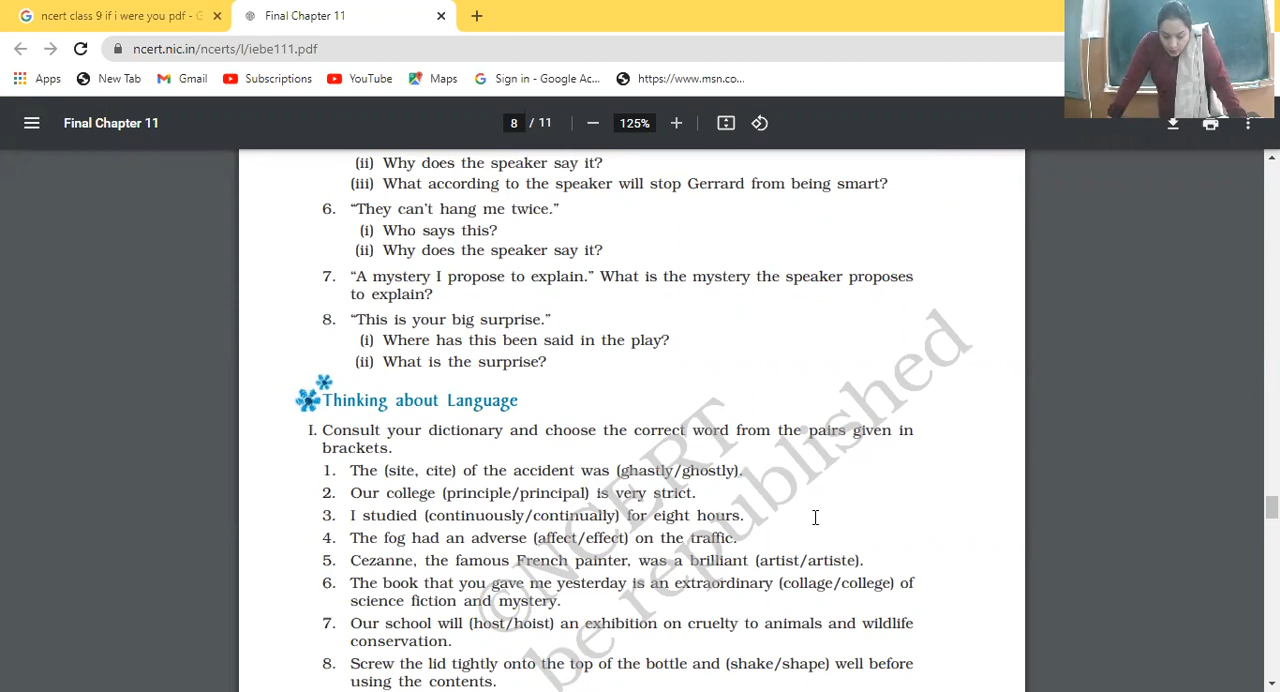 ncert class 9 if i were you pdf - G
Final Chapter 11
ncert.nic.in/ncerts/l/iebe111.pdf
Apps New Tab Gmail Subscriptions YouTube Maps Sign in - Google Ac... https://www.msn.co...
Final Chapter 11 8 / 11 125%
(ii) Why does the speaker say it?
(iii) What according to the speaker will stop Gerrard from being smart?
6. “They can’t hang me twice.”
(i) Who says this?
(ii) Why does the speaker say it?
7. “A mystery I propose to explain.” What is the mystery the speaker proposes
to explain?
8. “This is your big surprise.”
(i) Where has this been said in the play?
(ii) What is the surprise?
Thinking about Language
I. Consult your dictionary and choose the correct word from the pairs given in
brackets.
1. The (site, cite) of the accident was (ghastly/ghostly).
2. Our college (principle/principal) is very strict.
3. I studied (continuously/continually) for eight hours.
4. The fog had an adverse (affect/effect) on the traffic.
5. Cezanne, the famous French painter, was a brilliant (artist/artiste).
6. The book that you gave me yesterday is an extraordinary (collage/college) of
science fiction and mystery.
7. Our school will (host/hoist) an exhibition on cruelty to animals and wildlife
conservation.
8. Screw the lid tightly onto the top of the bottle and (shake/shape) well before
using the contents.
©NCERT
be republished